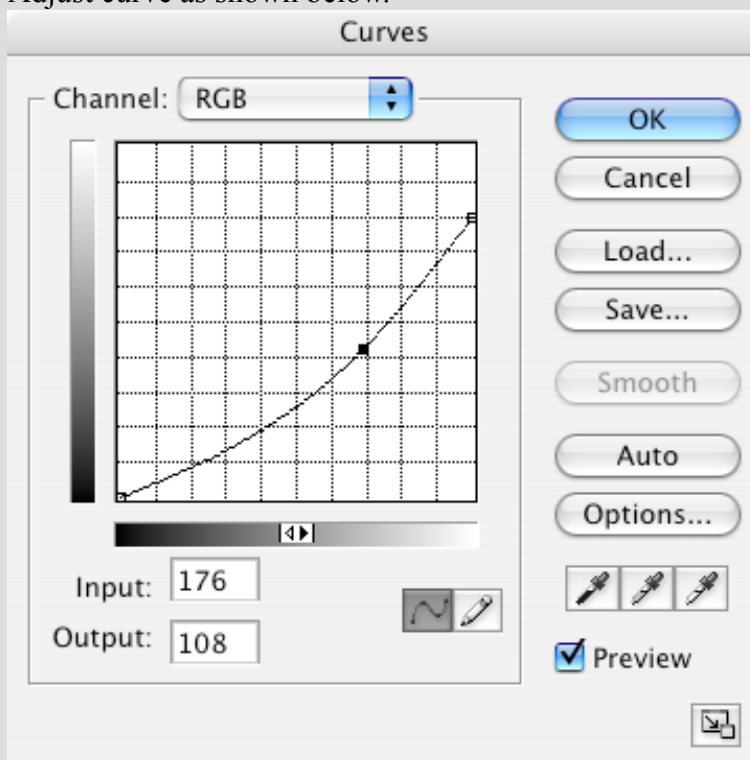 Adjust curve as shown below.
Curves
Channel: RGB
OK
Cancel
Load...
Save...
Smooth
Auto
Options...
Input: 176
Output: 108
Preview